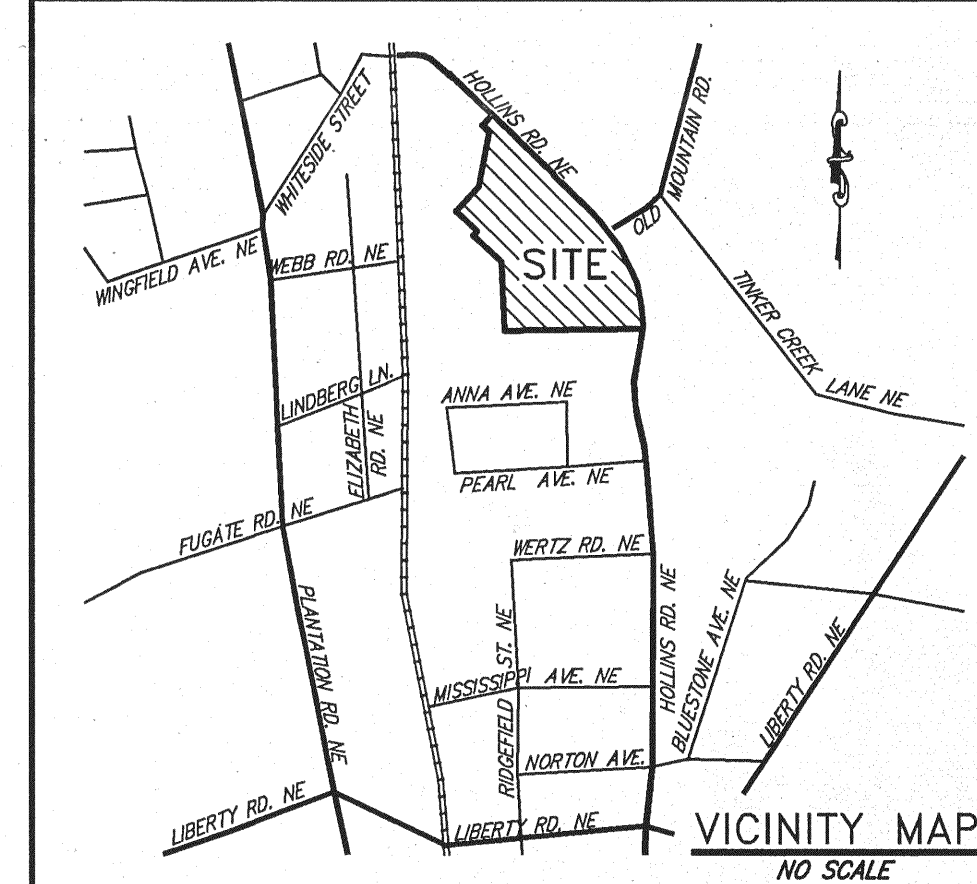 HOLLINS RD. NE
WHITESIDE STREET
OLD MOUNTAIN RD.
WINGFIELD AVE. NE
WEBB RD. NE
SITE
TINKER CREEK
LANE NE
LINDBERG LN.
ELIZABETH
RD. NE
ANNA AVE. NE
PEARL AVE. NE
FUGATE RD. NE
WERTZ RD. NE
PLANTATION RD. NE
HOLLINS RD. NE
BLUESTONE AVE. NE
LIBERTY RD. NE
MISSISSIPPI AVE. NE
RIDGEFIELD ST. NE
NORTON AVE.
LIBERTY RD. NE
LIBERTY RD. NE
VICINITY MAP
NO SCALE